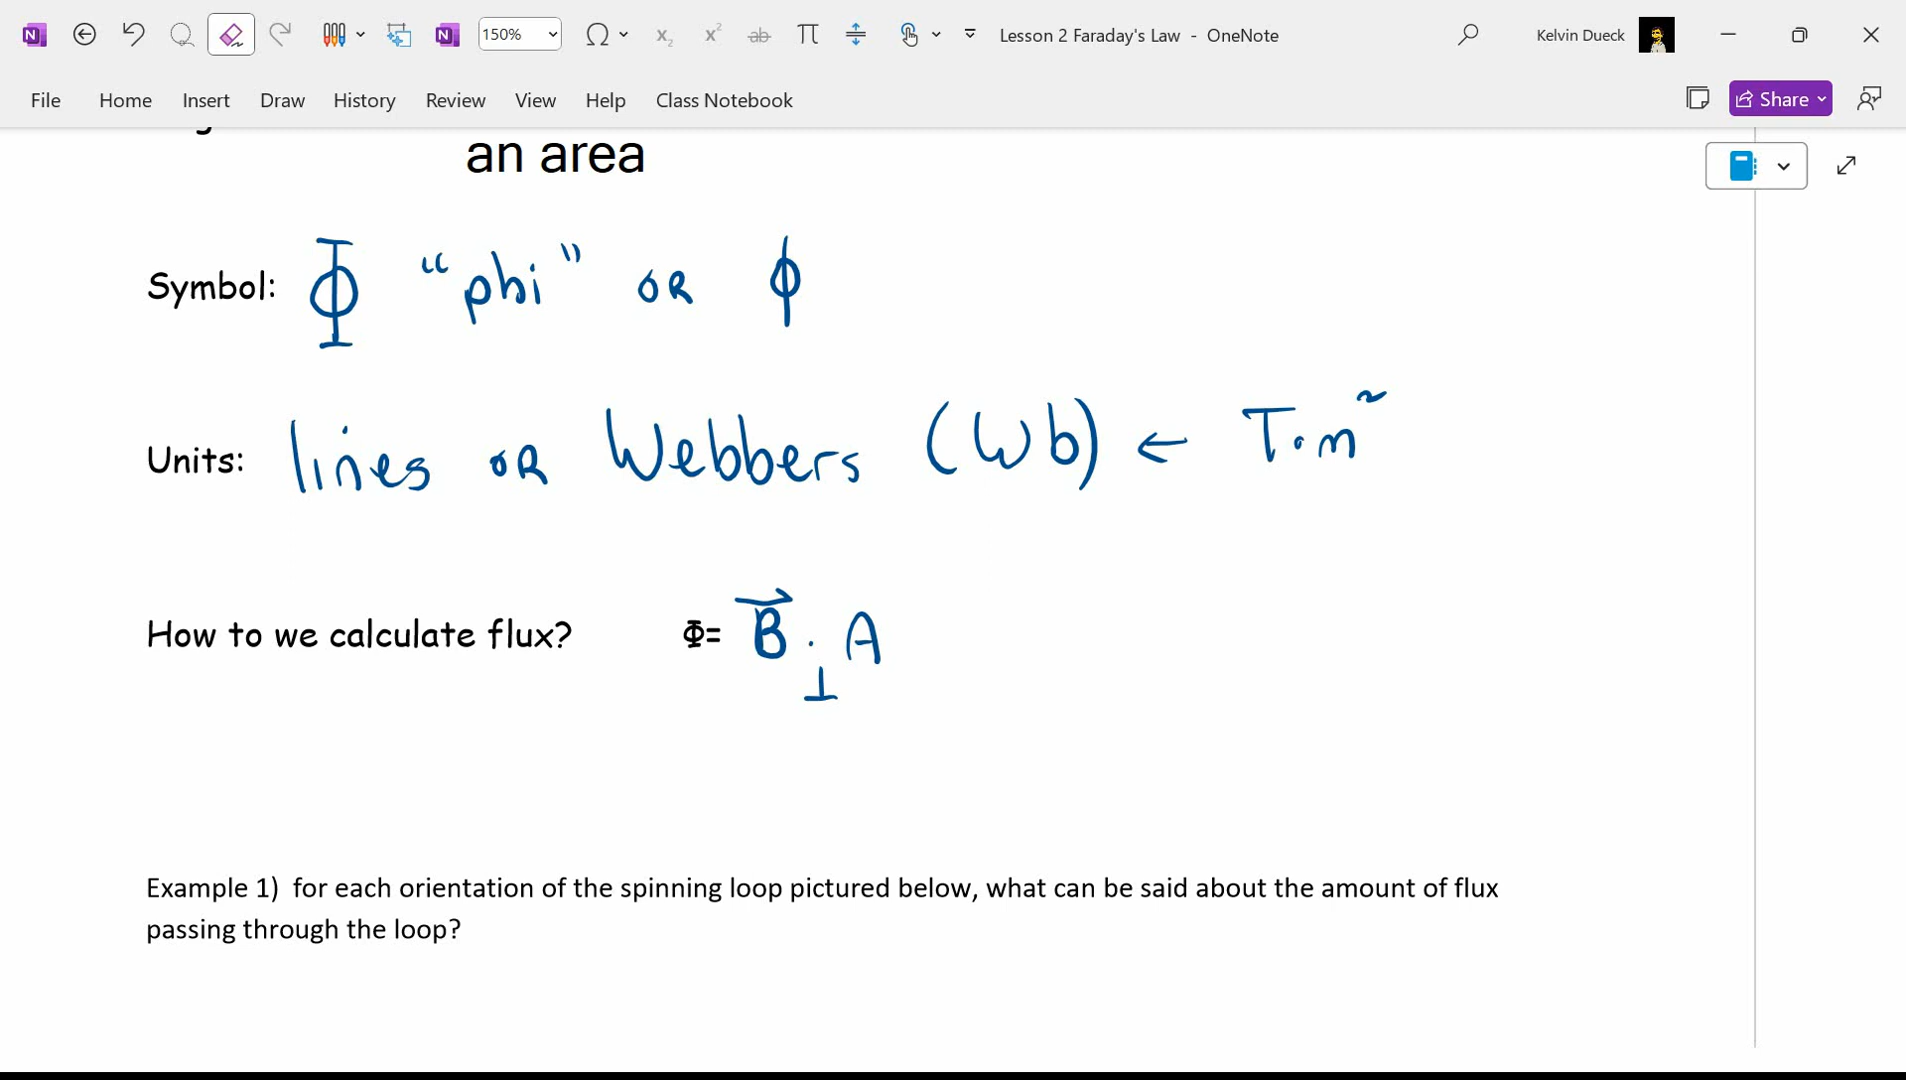 150%
Lesson 2 Faraday's Law - OneNote
Kelvin Dueck
File Home Insert Draw History Review View Help Class Notebook
Share
an area
Symbol: Φ “phi” OR ϕ
Units: lines OR Webbers (Wb) ← T·m²
How to we calculate flux? Φ= B⃗ · A
⊥
Example 1) for each orientation of the spinning loop pictured below, what can be said about the amount of flux
passing through the loop?